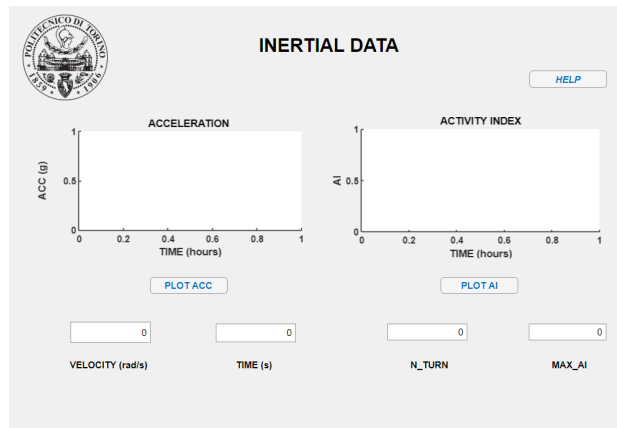 POLITECNICO DI TORINO
1859
1906
INERTIAL DATA
HELP
ACCELERATION
1
0.5
0
ACC (g)
0 0.2 0.4 0.6 0.8 1
TIME (hours)
ACTIVITY INDEX
1
0.5
0
AI
0 0.2 0.4 0.6 0.8 1
TIME (hours)
PLOT ACC
PLOT AI
0 0 0 0
VELOCITY (rad/s) TIME (s) N_TURN MAX_AI